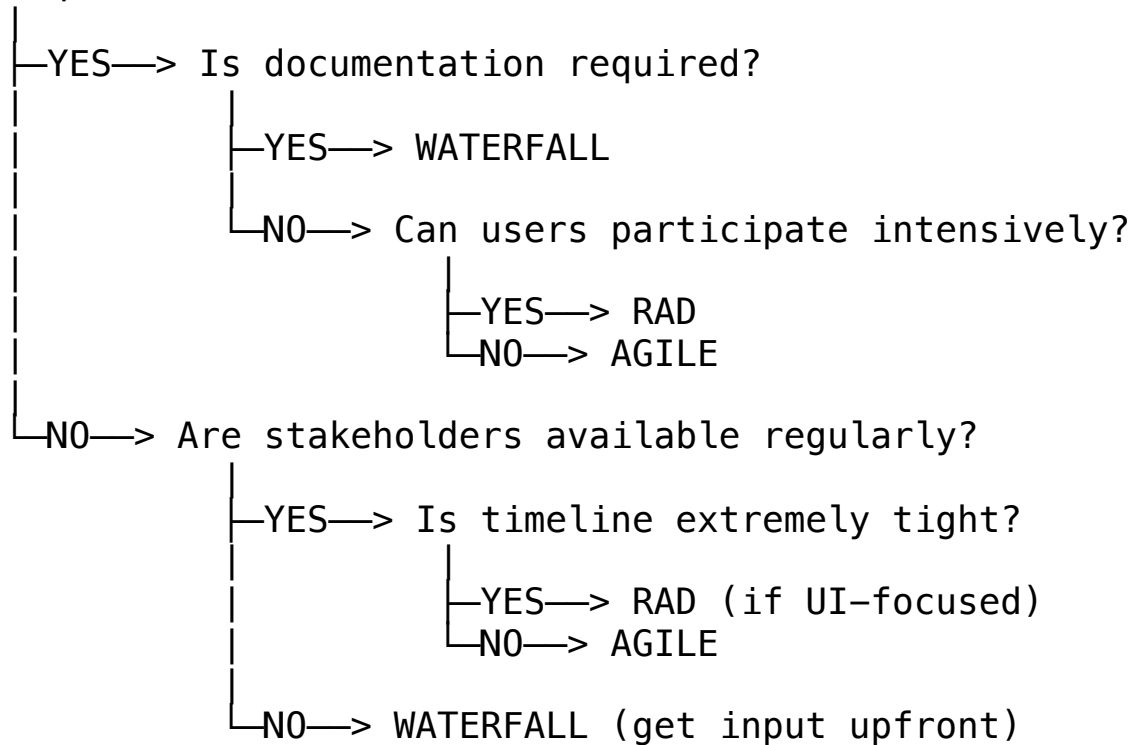 ├─YES──> Is documentation required?
├─YES──> WATERFALL
└─NO──> Can users participate intensively?
├─YES──> RAD
└─NO──> AGILE
└─NO──> Are stakeholders available regularly?
├─YES──> Is timeline extremely tight?
├─YES──> RAD (if UI-focused)
└─NO──> AGILE
└─NO──> WATERFALL (get input upfront)